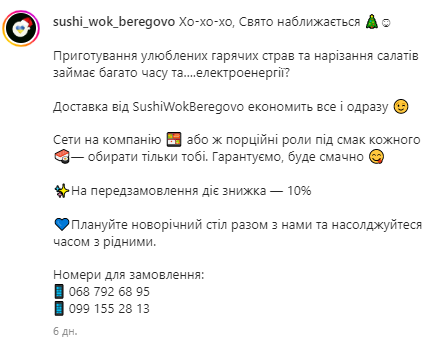 sushi_wok_beregovo Хо-хо-хо, Свято наближається 🎄☺️
Приготування улюблених гарячих страв та нарізання салатів
займає багато часу та....електроенергії?
Доставка від SushiWokBeregovo економить все і одразу 😉
Сети на компанію 🍱 або ж порційні роли під смак кожного
🍣— обирати тільки тобі. Гарантуємо, буде смачно 😋
✨На передзамовлення діє знижка — 10%
💙Плануйте новорічний стіл разом з нами та насолджуйтеся
часом з рідними.
Номери для замовлення:
📱068 792 68 95
📱099 155 28 13
6 дн.